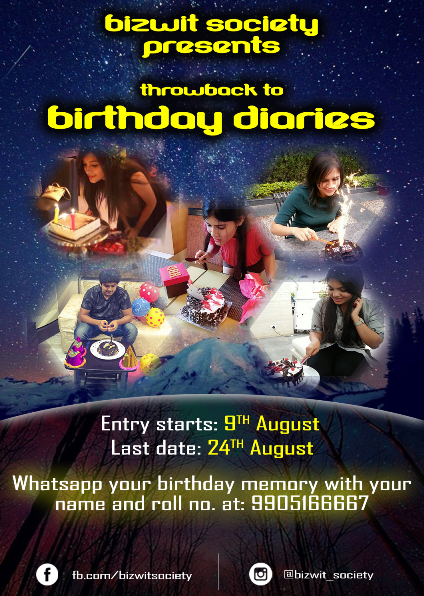 bizwit society
presents
throwback to
birthday diaries
Entry starts: 9TH August
Last date: 24TH August
Whatsapp your birthday memory with your
name and roll no. at: 9905166667
fb.com/bizwitsociety
@bizwit_society